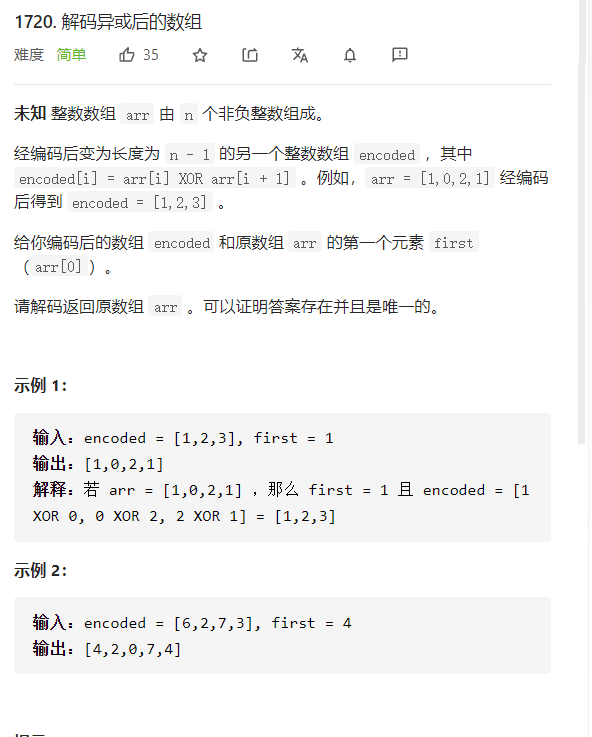 1720. 解码异或后的数组
难度 简单 35
未知 整数数组 arr 由 n 个非负整数组成。
经编码后变为长度为 n - 1 的另一个整数数组 encoded ，其中
encoded[i] = arr[i] XOR arr[i + 1] 。例如，arr = [1,0,2,1] 经编码
后得到 encoded = [1,2,3] 。
给你编码后的数组 encoded 和原数组 arr 的第一个元素 first
（arr[0]）。
请解码返回原数组 arr 。可以证明答案存在并且是唯一的。
示例 1：
输入：encoded = [1,2,3], first = 1
输出：[1,0,2,1]
解释：若 arr = [1,0,2,1] ，那么 first = 1 且 encoded = [1
XOR 0, 0 XOR 2, 2 XOR 1] = [1,2,3]
示例 2：
输入：encoded = [6,2,7,3], first = 4
输出：[4,2,0,7,4]